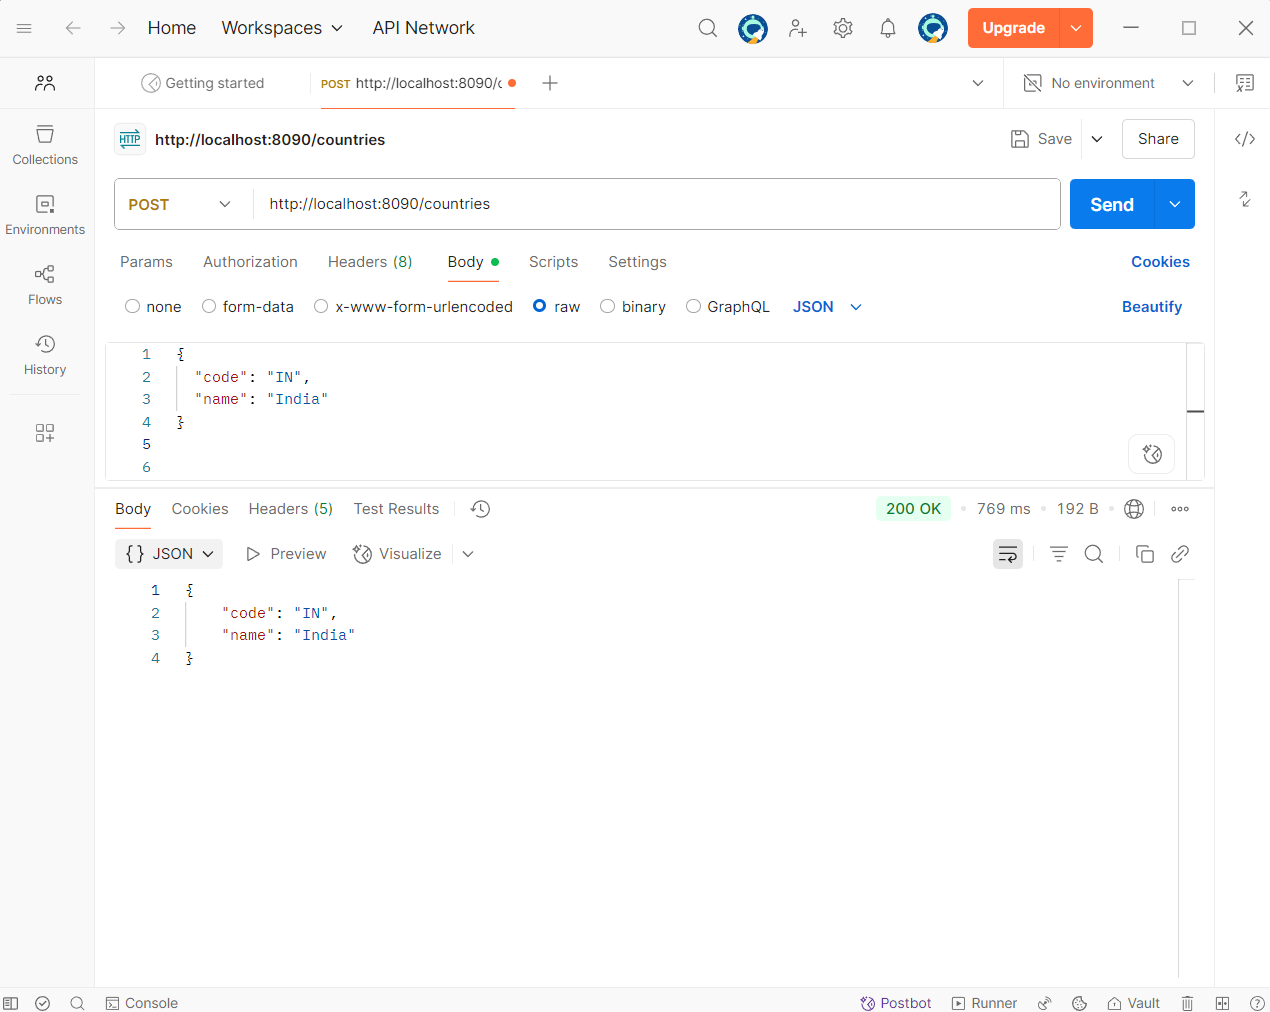 Home Workspaces API Network Upgrade
Getting started POST http://localhost:8090/c No environment
HTTP http://localhost:8090/countries Save Share
Collections
POST http://localhost:8090/countries Send
Environments
Params Authorization Headers (8) Body Scripts Settings Cookies
Flows
none form-data x-www-form-urlencoded raw binary GraphQL JSON Beautify
History
1 {
2 "code": "IN",
3 "name": "India"
4 }
5
6
Body Cookies Headers (5) Test Results 200 OK 769 ms 192 B
{} JSON Preview Visualize
1 {
2 "code": "IN",
3 "name": "India"
4 }
Console Postbot Runner Vault